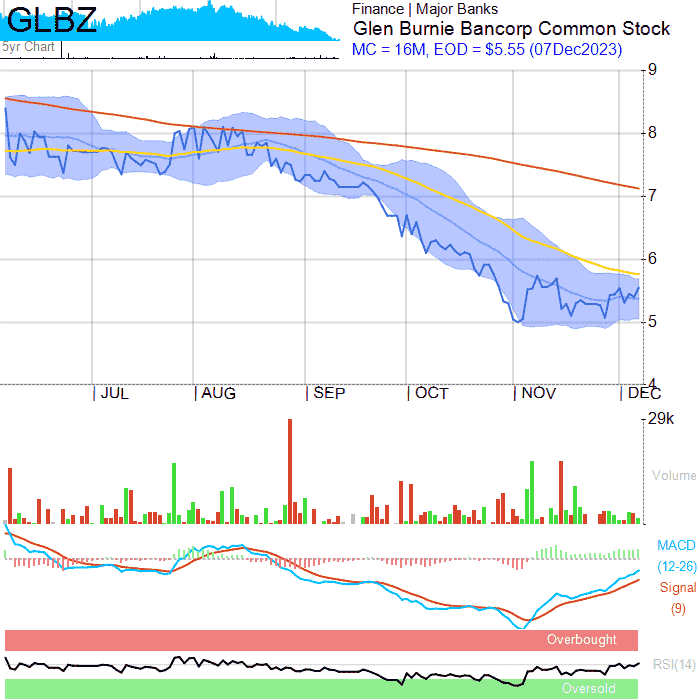 GLBZ
5yr Chart
Finance | Major Banks
Glen Burnie Bancorp Common Stock
MC = 16M, EOD = $5.55 (07Dec2023)
9
8
7
6
5
4
JUL AUG SEP OCT NOV DEC
29k
Volume
MACD
(12-26)
Signal
(9)
Overbought
RSI(14)
Oversold